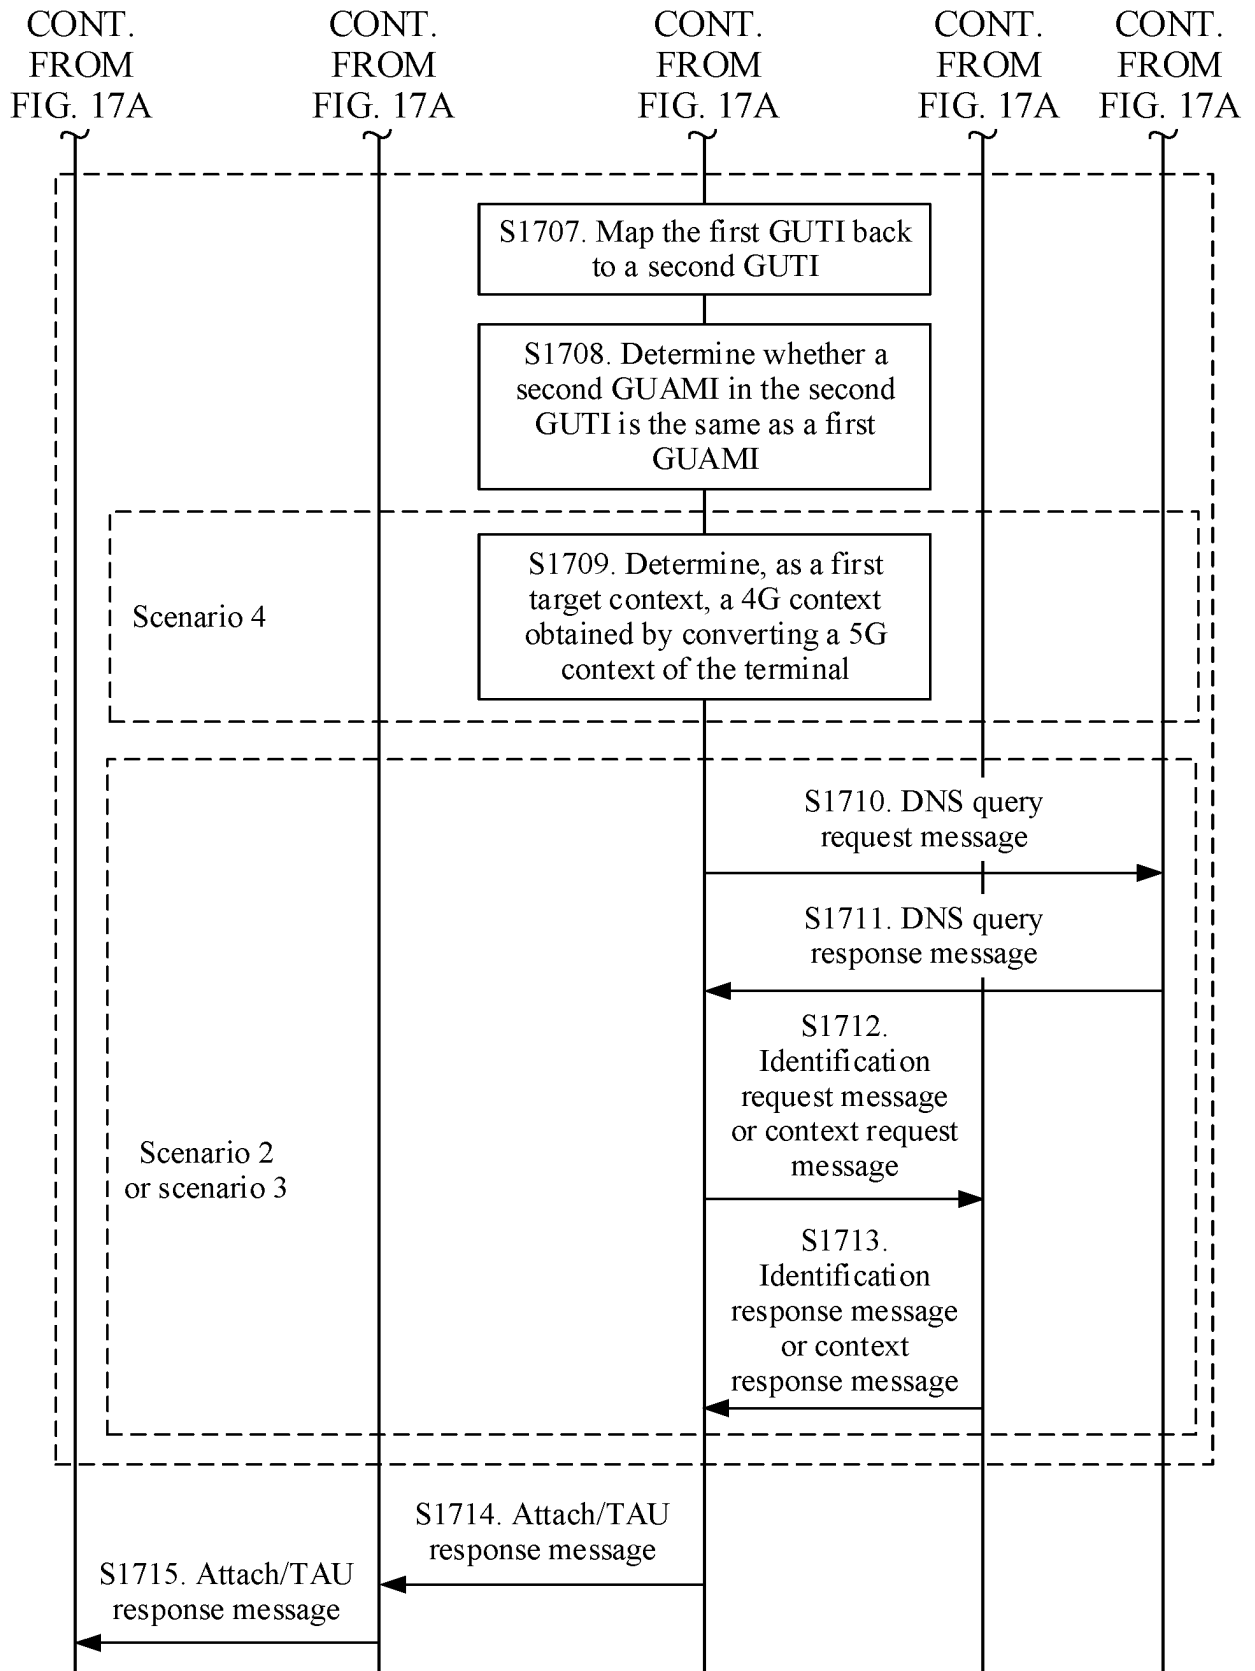 CONT.
FROM
FIG. 17A
CONT.
FROM
FIG. 17A
CONT.
FROM
FIG. 17A
CONT.
FROM
FIG. 17A
CONT.
FROM
FIG. 17A
S1707. Map the first GUTI back
to a second GUTI
S1708. Determine whether a
second GUAMI in the second
GUTI is the same as a first
GUAMI
Scenario 4
S1709. Determine, as a first
target context, a 4G context
obtained by converting a 5G
context of the terminal
Scenario 2
or scenario 3
S1710. DNS query
request message
S1711. DNS query
response message
S1712.
Identification
request message
or context request
message
S1713.
Identification
response message
or context
response message
S1714. Attach/TAU
response message
S1715. Attach/TAU
response message